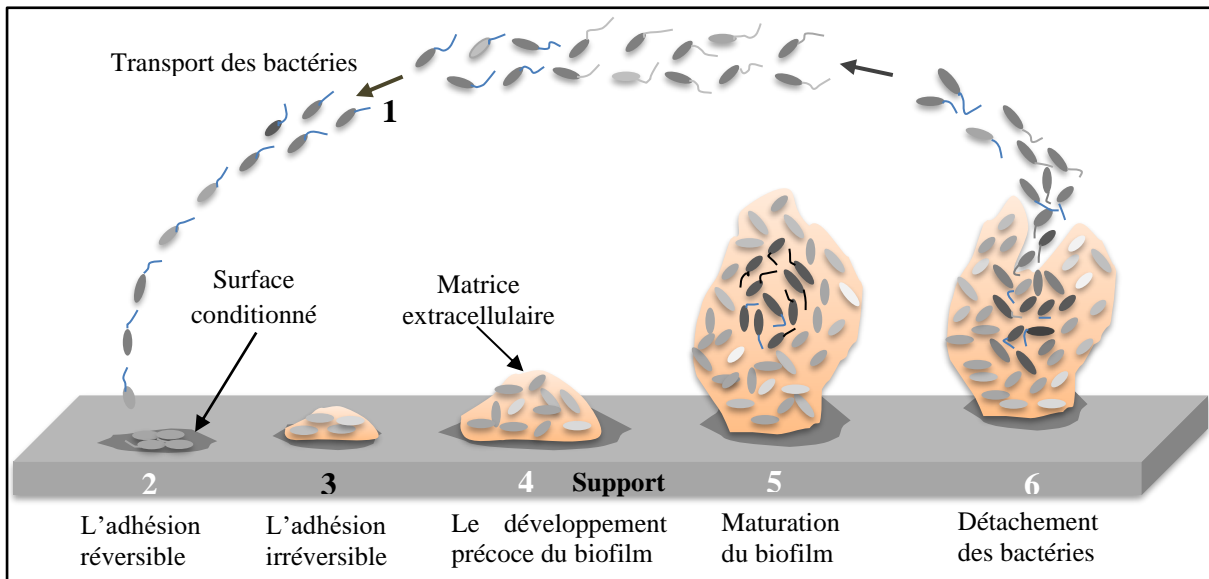 Transport des bactéries
1
Surface
conditionné
Matrice
extracellulaire
2 3 4 Support 5 6
L'adhésion
réversible
L'adhésion
irréversible
Le développement
précoce du biofilm
Maturation
du biofilm
Détachement
des bactéries